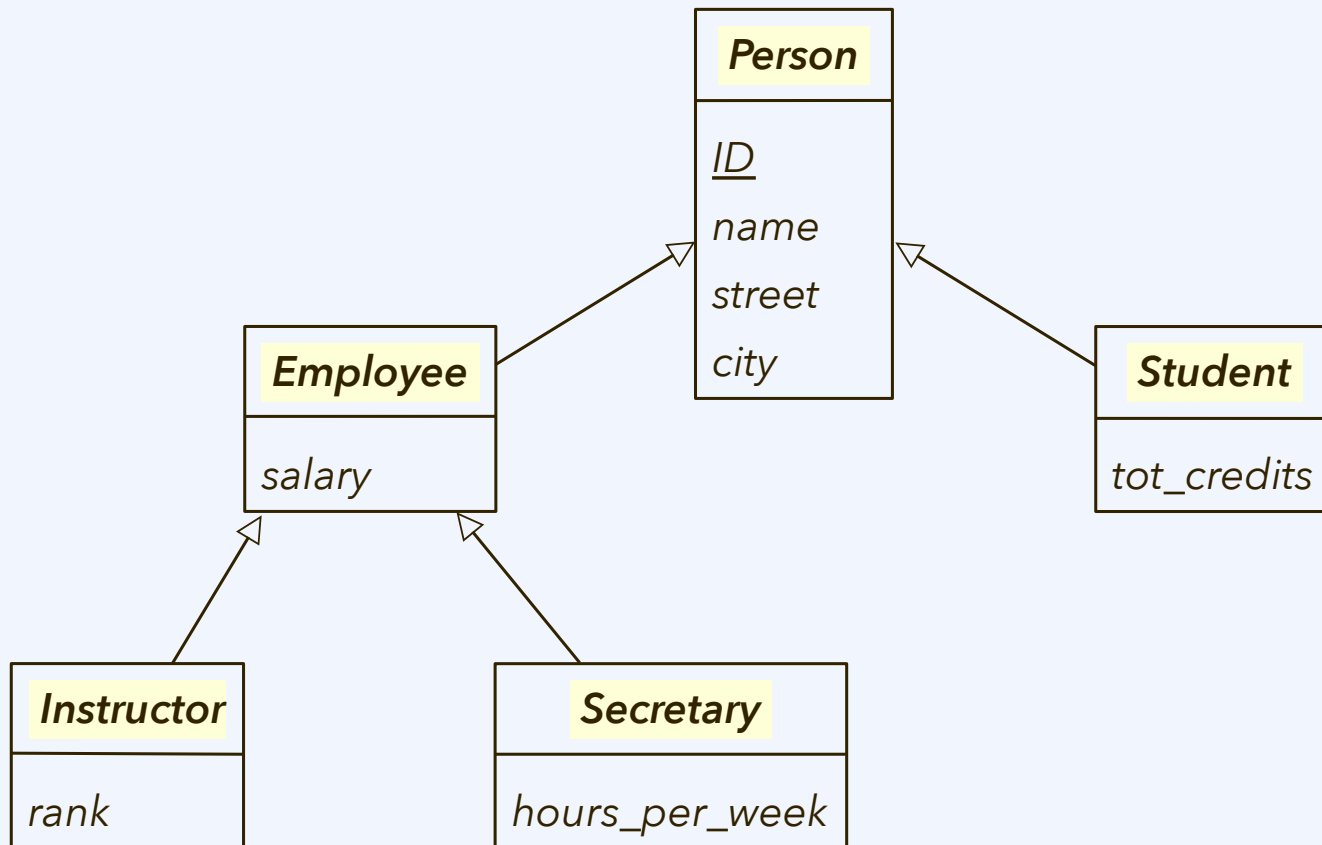 Person
ID
name
street
city
Employee
salary
Student
tot_credits
Instructor
rank
Secretary
hours_per_week